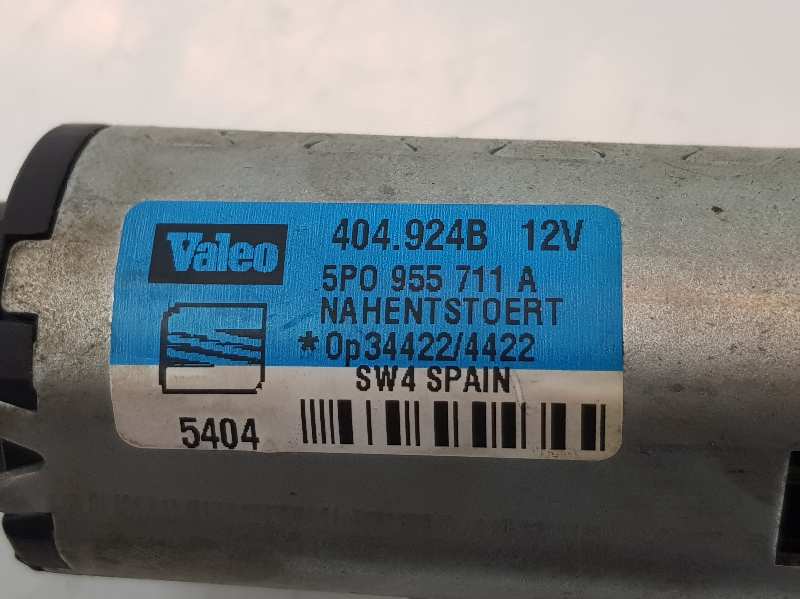 Valeo 404.924B 12V
5P0 955 711 A
NAHENTSTOERT
*0p34422/4422
SW4 SPAIN
5404